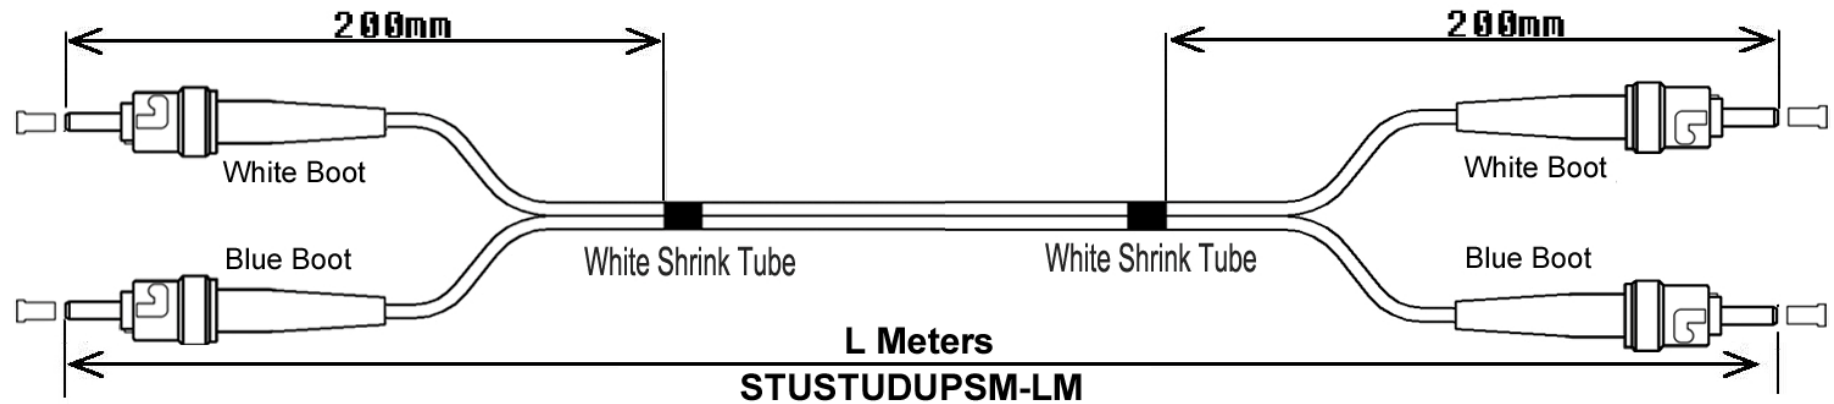 200mm
200mm
White Boot
White Boot
Blue Boot
White Shrink Tube
White Shrink Tube
Blue Boot
L Meters
STUSTUDUPSM-LM